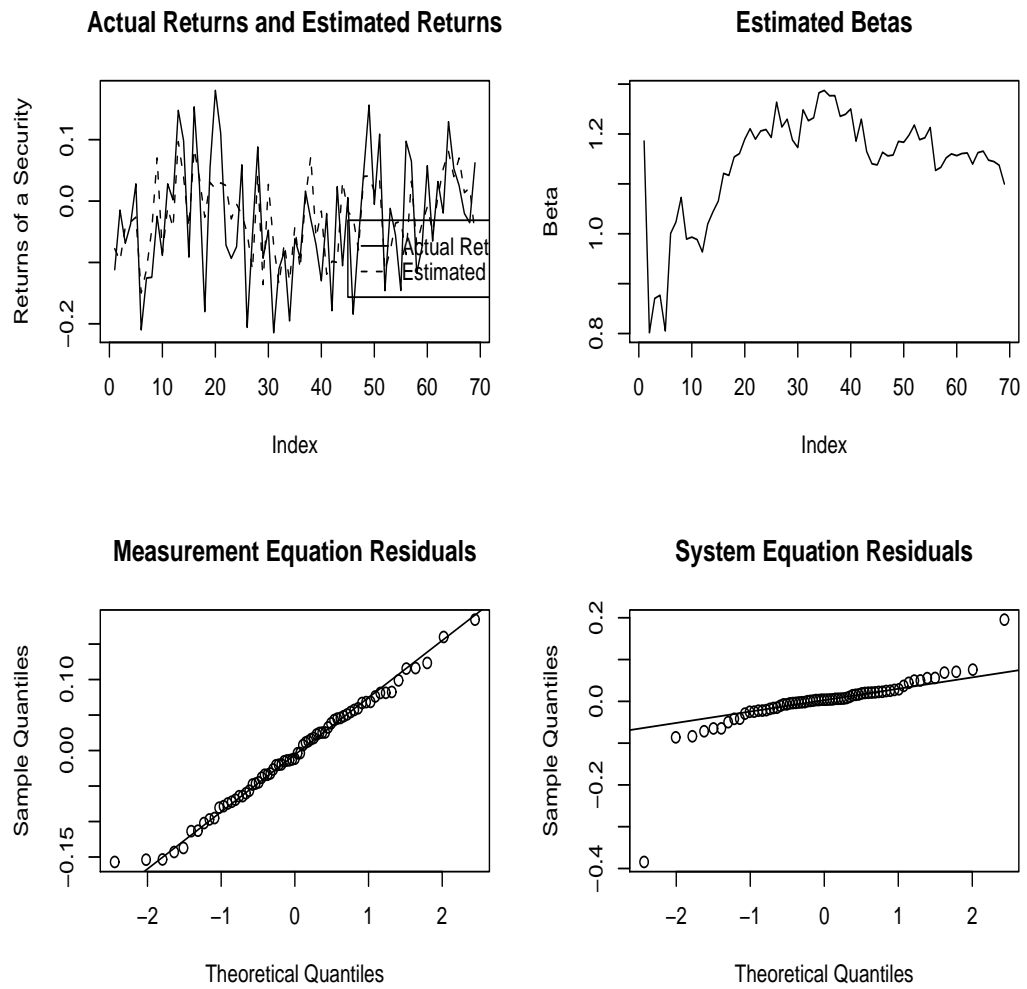 Actual Returns and Estimated Returns
Returns of a Security
0.1
0.0
−0.2
Actual Ret
Estimated
0 10 20 30 40 50 60 70
Index
Estimated Betas
Beta
1.2
1.0
0.8
0 10 20 30 40 50 60 70
Index
Measurement Equation Residuals
Sample Quantiles
0.10
0.00
−0.15
−2 −1 0 1 2
Theoretical Quantiles
System Equation Residuals
Sample Quantiles
0.2
0.0
−0.2
−0.4
−2 −1 0 1 2
Theoretical Quantiles